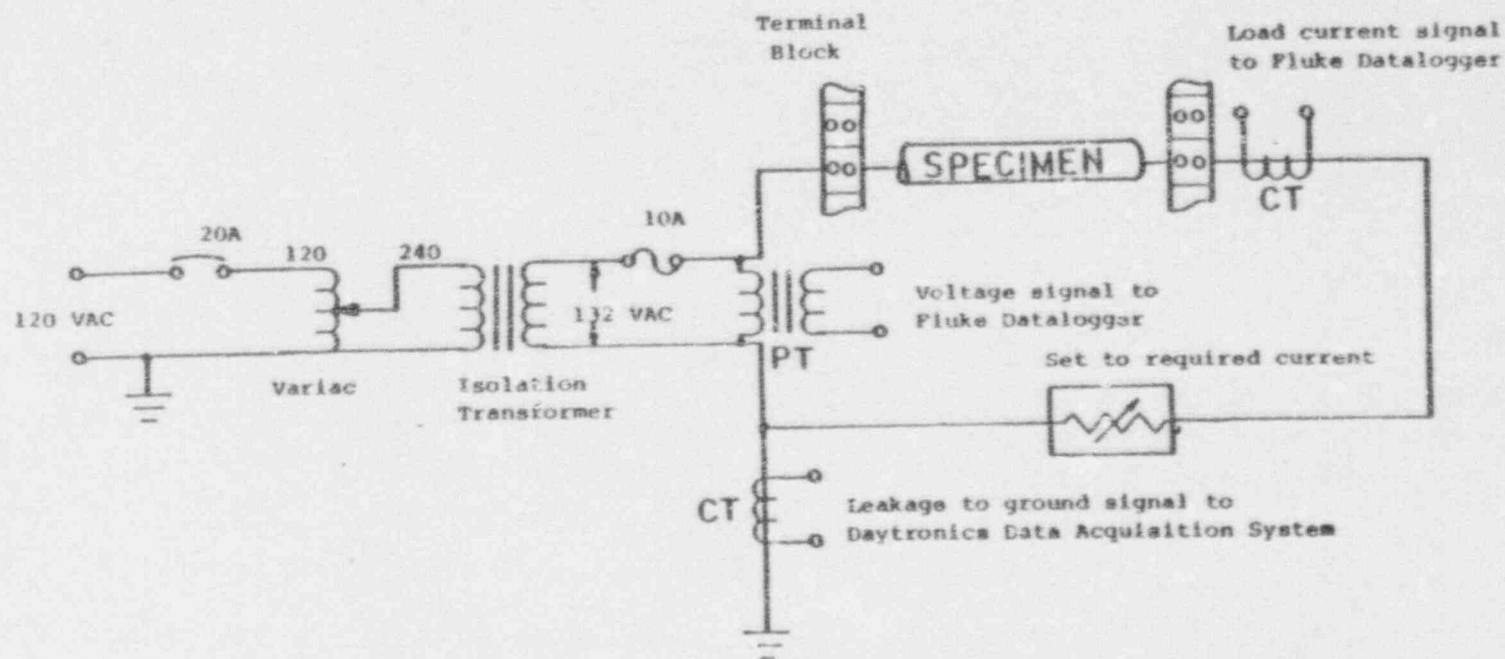 Terminal
Block
Load current signal
to Fluke Datalogger
SPECIMEN
CT
20A
120
240
10A
120 VAC
132 VAC
Voltage signal to
Fluke Datalogger
PT
Set to required current
Variac
Isolation
Transformer
CT
Leakage to ground signal to
Daytronics Data Acquisition System